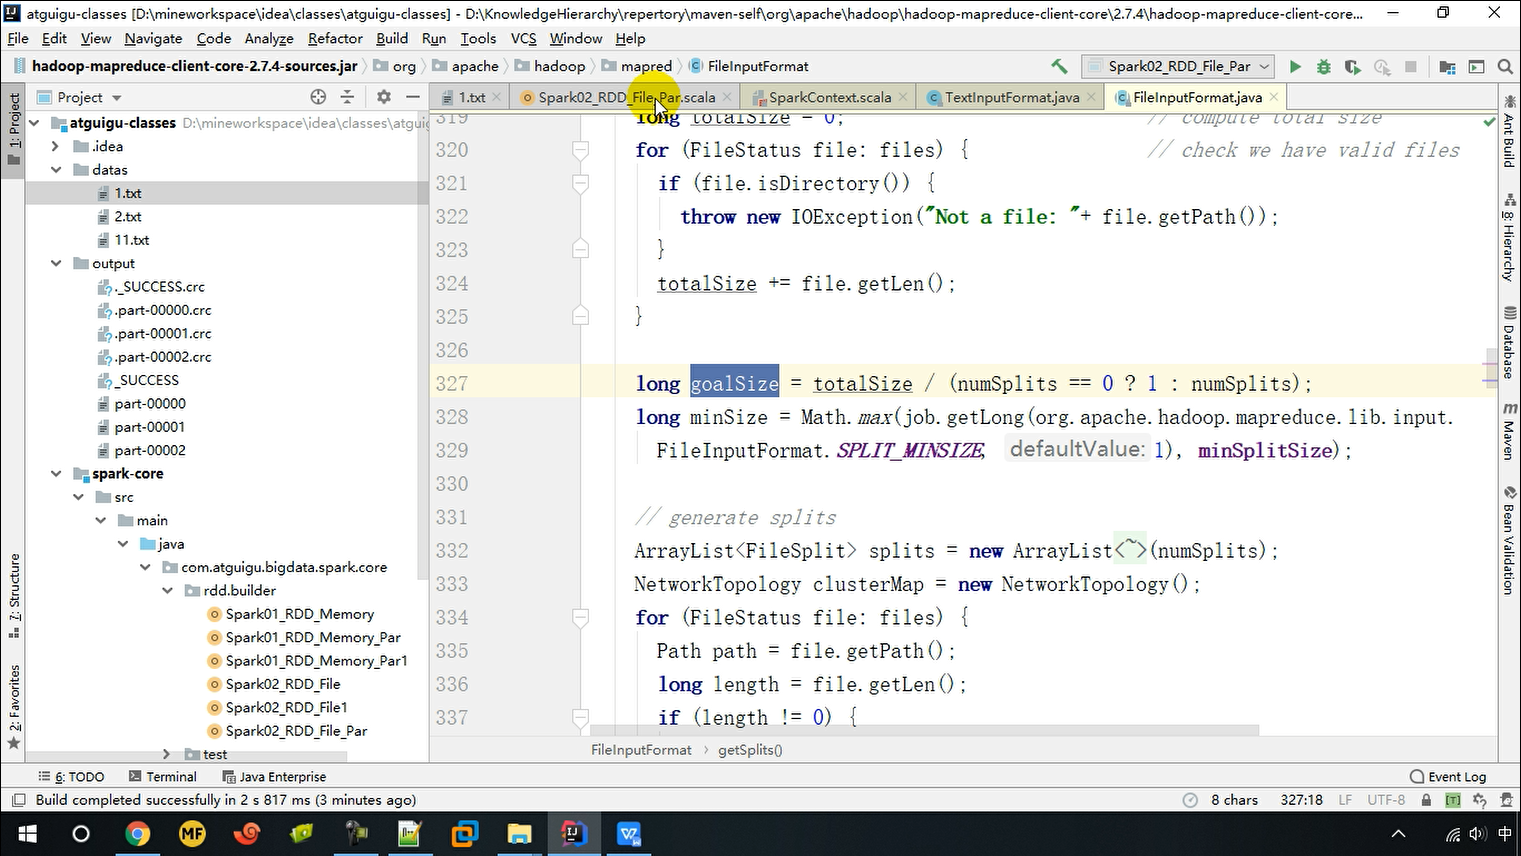 atguigu-classes [D:\mineworkspace\idea\classes\atguigu-classes] - D:\KnowledgeHierarchy\repertory\maven-self\org\apache\hadoop\hadoop-mapreduce-client-core\2.7.4\hadoop-mapreduce-client-core...
File Edit View Navigate Code Analyze Refactor Build Run Tools VCS Window Help
hadoop-mapreduce-client-core-2.7.4-sources.jar org apache hadoop mapred FileInputFormat Spark02_RDD_File_Par
Project
1.txt Spark02_RDD_File_Par.scala SparkContext.scala TextInputFormat.java FileInputFormat.java
1: Project
7: Structure
2: Favorites
atguigu-classes D:\mineworkspace\idea\classes\atguigu
.idea
datas
1.txt
2.txt
11.txt
output
._SUCCESS.crc
.part-00000.crc
.part-00001.crc
.part-00002.crc
_SUCCESS
part-00000
part-00001
part-00002
spark-core
src
main
java
com.atguigu.bigdata.spark.core
rdd.builder
Spark01_RDD_Memory
Spark01_RDD_Memory_Par
Spark01_RDD_Memory_Par1
Spark02_RDD_File
Spark02_RDD_File1
Spark02_RDD_File_Par
test
319 long totalSize = 0; // compute total size
320 for (FileStatus file: files) { // check we have valid files
321 if (file.isDirectory()) {
322 throw new IOException("Not a file: "+ file.getPath());
323 }
324 totalSize += file.getLen();
325 }
326
327 long goalSize = totalSize / (numSplits == 0 ? 1 : numSplits);
328 long minSize = Math.max(job.getLong(org.apache.hadoop.mapreduce.lib.input.
329 FileInputFormat.SPLIT_MINSIZE, defaultValue: 1), minSplitSize);
330
331 // generate splits
332 ArrayList<FileSplit> splits = new ArrayList<~>(numSplits);
333 NetworkTopology clusterMap = new NetworkTopology();
334 for (FileStatus file: files) {
335 Path path = file.getPath();
336 long length = file.getLen();
337 if (length != 0) {
FileInputFormat › getSplits()
Ant Build
8: Hierarchy
Database
Maven
Bean Validation
6: TODO Terminal Java Enterprise Event Log
Build completed successfully in 2 s 817 ms (3 minutes ago) 8 chars 327:18 LF UTF-8 [T]
MF
中